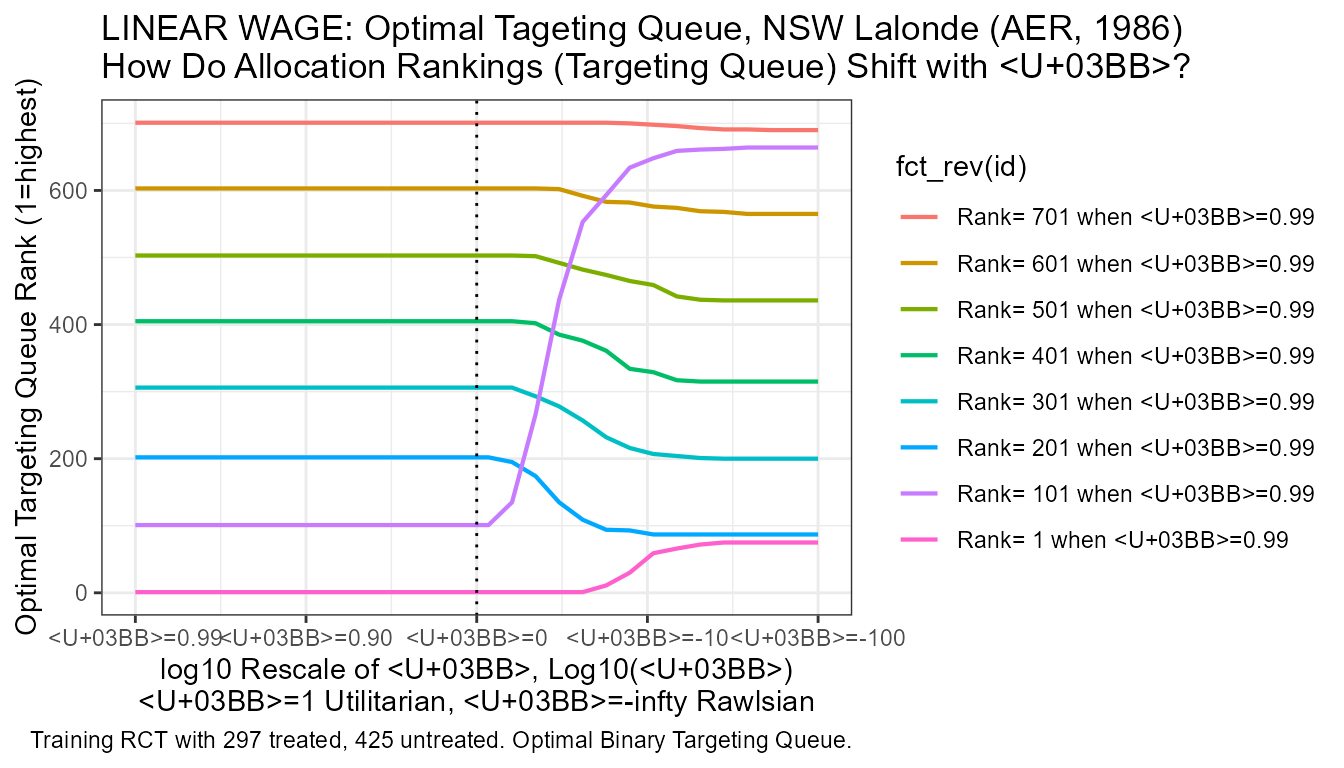 LINEAR WAGE: Optimal Tageting Queue, NSW Lalonde (AER, 1986)
How Do Allocation Rankings (Targeting Queue) Shift with <U+03BB>?
Optimal Targeting Queue Rank (1=highest)
600
400
200
0
<U+03BB>=0.99
<U+03BB>=0.90
<U+03BB>=0
<U+03BB>=-10
<U+03BB>=-100
log10 Rescale of <U+03BB>, Log10(<U+03BB>)
<U+03BB>=1 Utilitarian, <U+03BB>=-infty Rawlsian
Training RCT with 297 treated, 425 untreated. Optimal Binary Targeting Queue.
fct_rev(id)
Rank= 701 when <U+03BB>=0.99
Rank= 601 when <U+03BB>=0.99
Rank= 501 when <U+03BB>=0.99
Rank= 401 when <U+03BB>=0.99
Rank= 301 when <U+03BB>=0.99
Rank= 201 when <U+03BB>=0.99
Rank= 101 when <U+03BB>=0.99
Rank= 1 when <U+03BB>=0.99